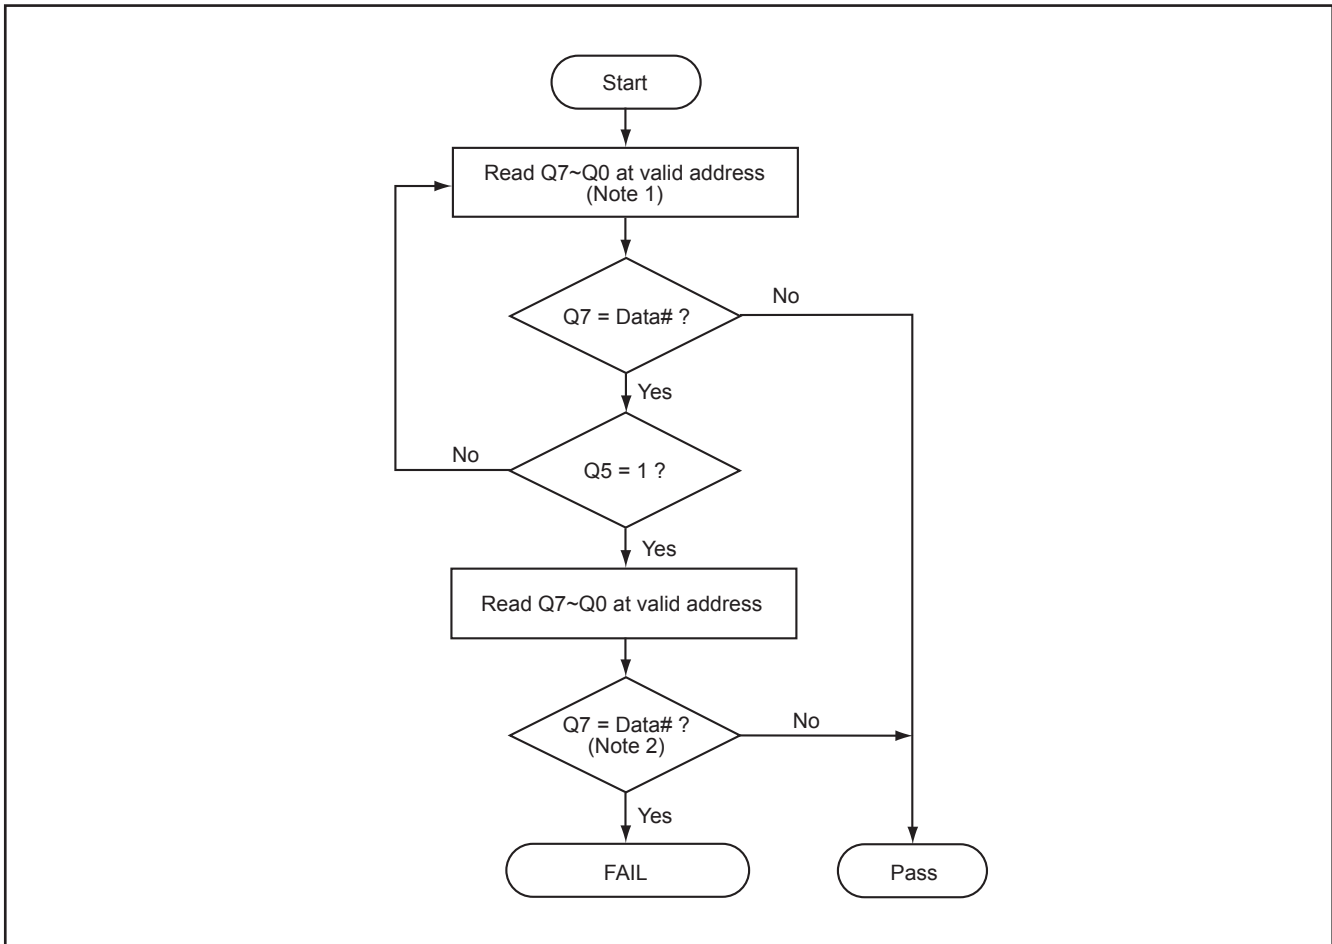 Start
Read Q7~Q0 at valid address
(Note 1)
Q7 = Data# ?
No
Yes
No
Q5 = 1 ?
Yes
Read Q7~Q0 at valid address
Q7 = Data# ?
(Note 2)
No
Yes
FAIL
Pass